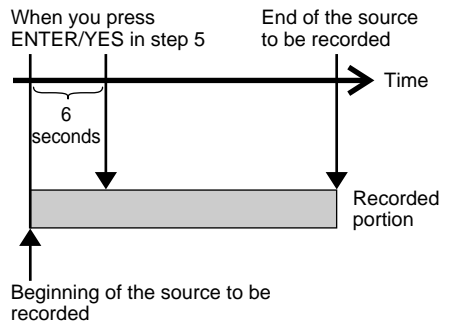 When you press
ENTER/YES in step 5
End of the source
to be recorded
Time
6
seconds
Recorded
portion
Beginning of the source to be
recorded